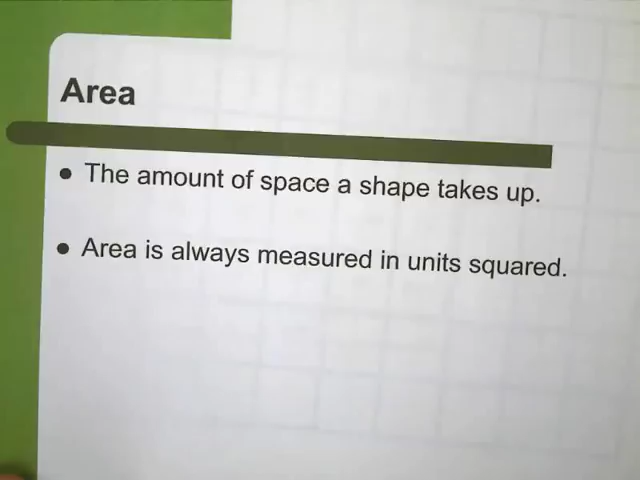 Area
• The amount of space a shape takes up.
• Area is always measured in units squared.